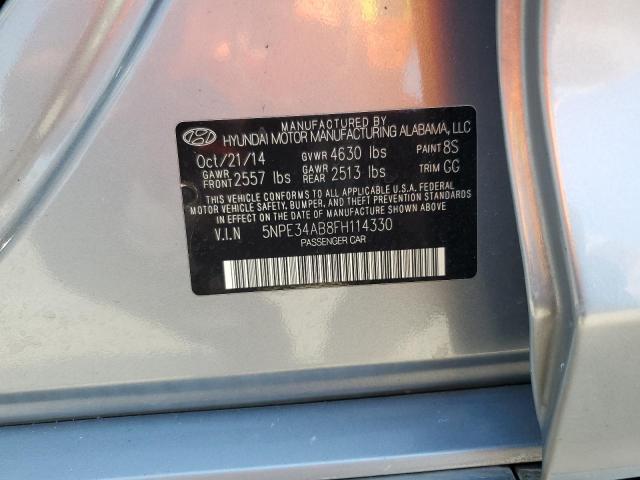 MANUFACTURED BY
HYUNDAI MOTOR MANUFACTURING ALABAMA, LLC
Oct/21/14 GVWR 4630 lbs PAINT 8S
GAWR FRONT 2557 lbs GAWR REAR 2513 lbs TRIM GG
THIS VEHICLE CONFORMS TO ALL APPLICABLE U.S.A. FEDERAL
MOTOR VEHICLE SAFETY, BUMPER, AND THEFT PREVENTION STANDARDS
IN EFFECT ON THE DATE OF MANUFACTURE SHOWN ABOVE.
V.I.N 5NPE34AB8FH114330
PASSENGER CAR